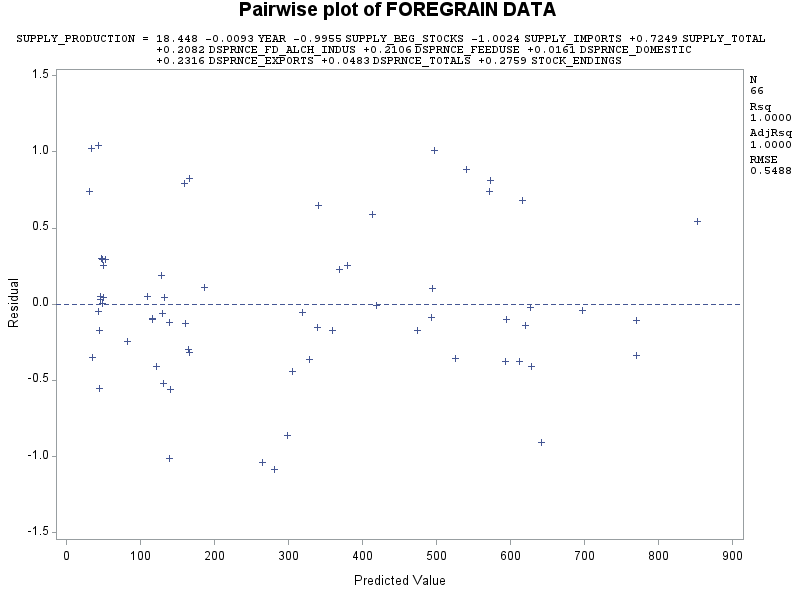 Pairwise plot of FOREGRAIN DATA
SUPPLY_PRODUCTION = 18.448 -0.0093 YEAR -0.9955 SUPPLY_BEG_STOCKS -1.0024 SUPPLY_IMPORTS +0.7249 SUPPLY_TOTAL
+0.2082 DSPRNCE_FD_ALCH_INDUS +0.2106 DSPRNCE_FEEDUSE +0.0161 DSPRNCE_DOMESTIC
+0.2316 DSPRNCE_EXPORTS +0.0483 DSPRNCE_TOTALS +0.2759 STOCK_ENDINGS
N
66
Rsq
1.0000
AdjRsq
1.0000
RMSE
0.5488
1.5
1.0
0.5
0.0
-0.5
-1.0
-1.5
Residual
0 100 200 300 400 500 600 700 800 900
Predicted Value